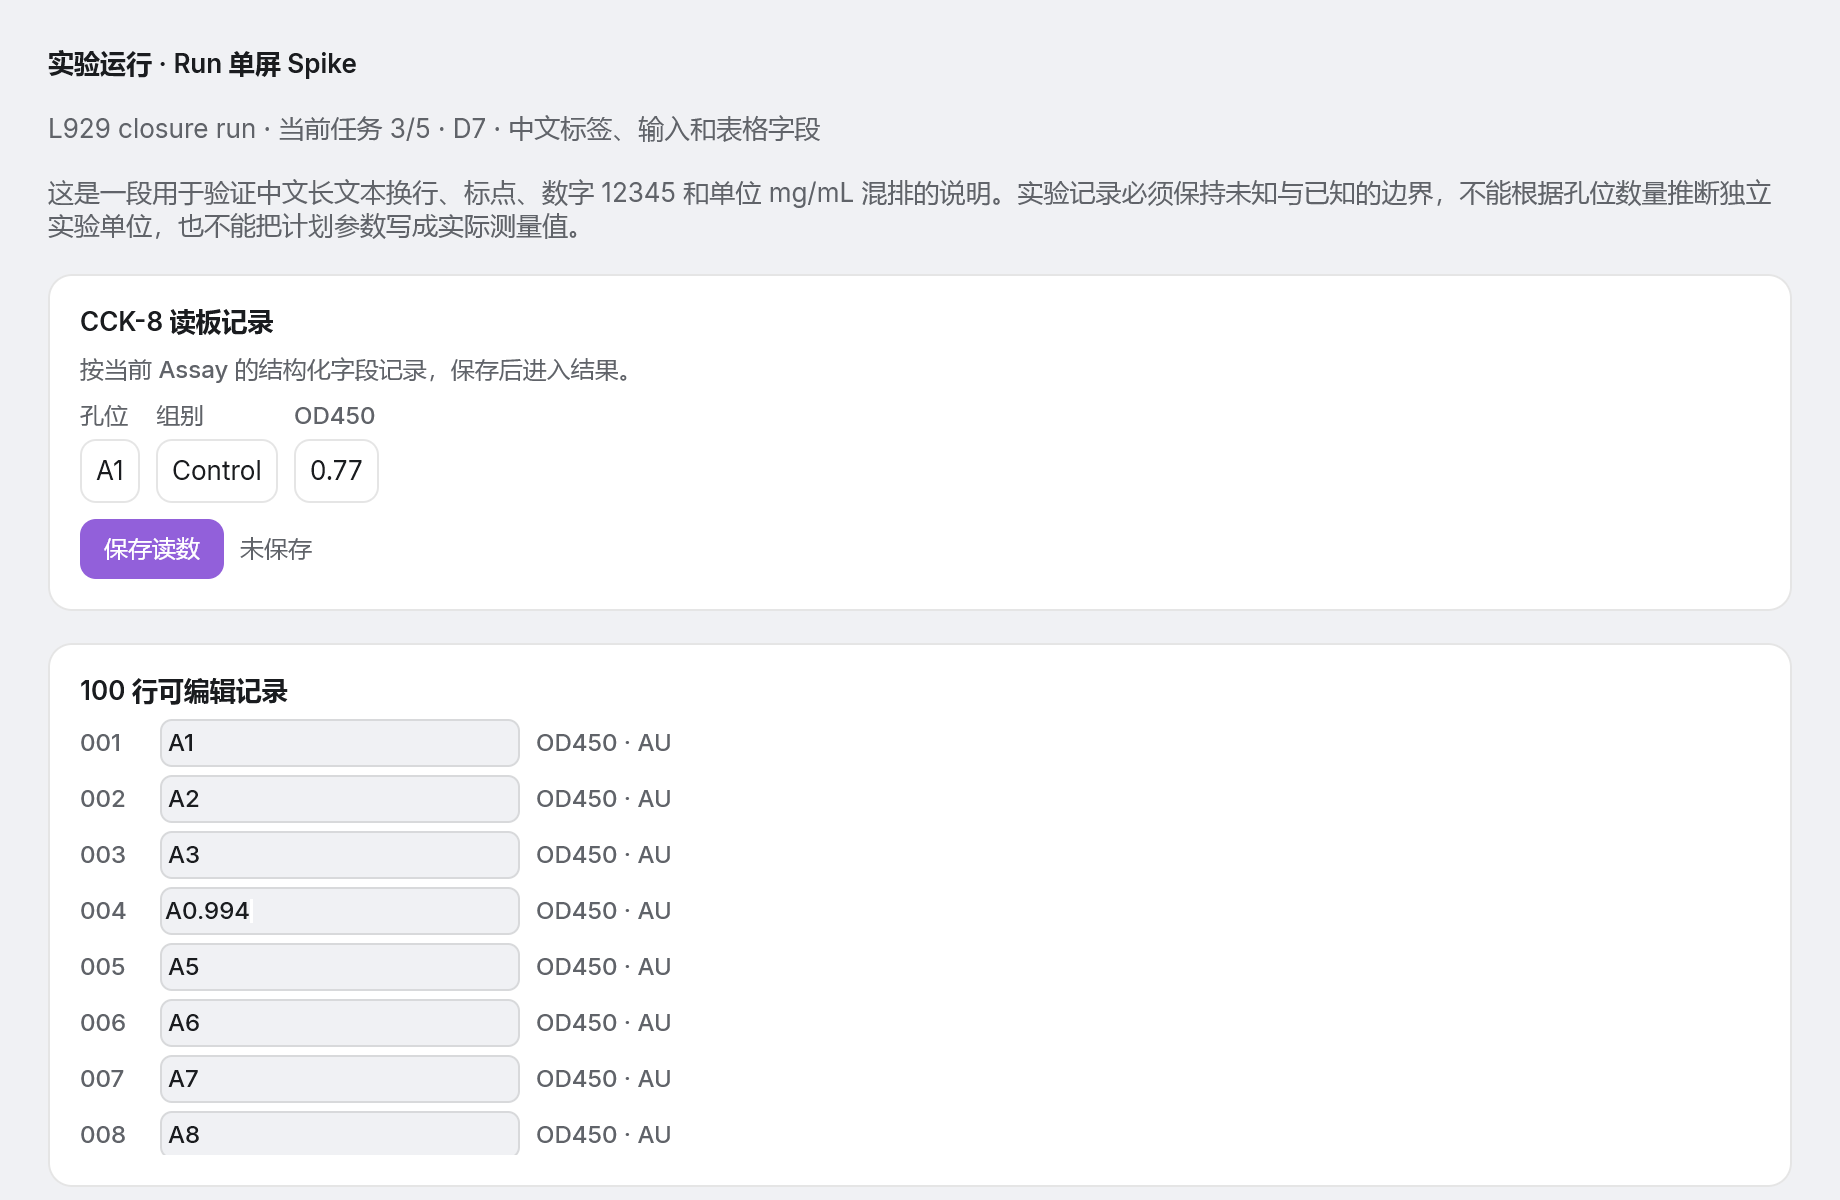 实验运行 · Run 单屏 Spike
L929 closure run · 当前任务 3/5 · D7 · 中文标签、输入和表格字段
这是一段用于验证中文长文本换行、标点、数字 12345 和单位 mg/mL 混排的说明。实验记录必须保持未知与已知的边界，不能根据孔位数量推断独立
实验单位，也不能把计划参数写成实际测量值。
CCK-8 读板记录
按当前 Assay 的结构化字段记录，保存后进入结果。
孔位 组别 OD450
A1 Control 0.77
保存读数 未保存
100 行可编辑记录
001 A1 OD450 · AU
002 A2 OD450 · AU
003 A3 OD450 · AU
004 A0.994 OD450 · AU
005 A5 OD450 · AU
006 A6 OD450 · AU
007 A7 OD450 · AU
008 A8 OD450 · AU